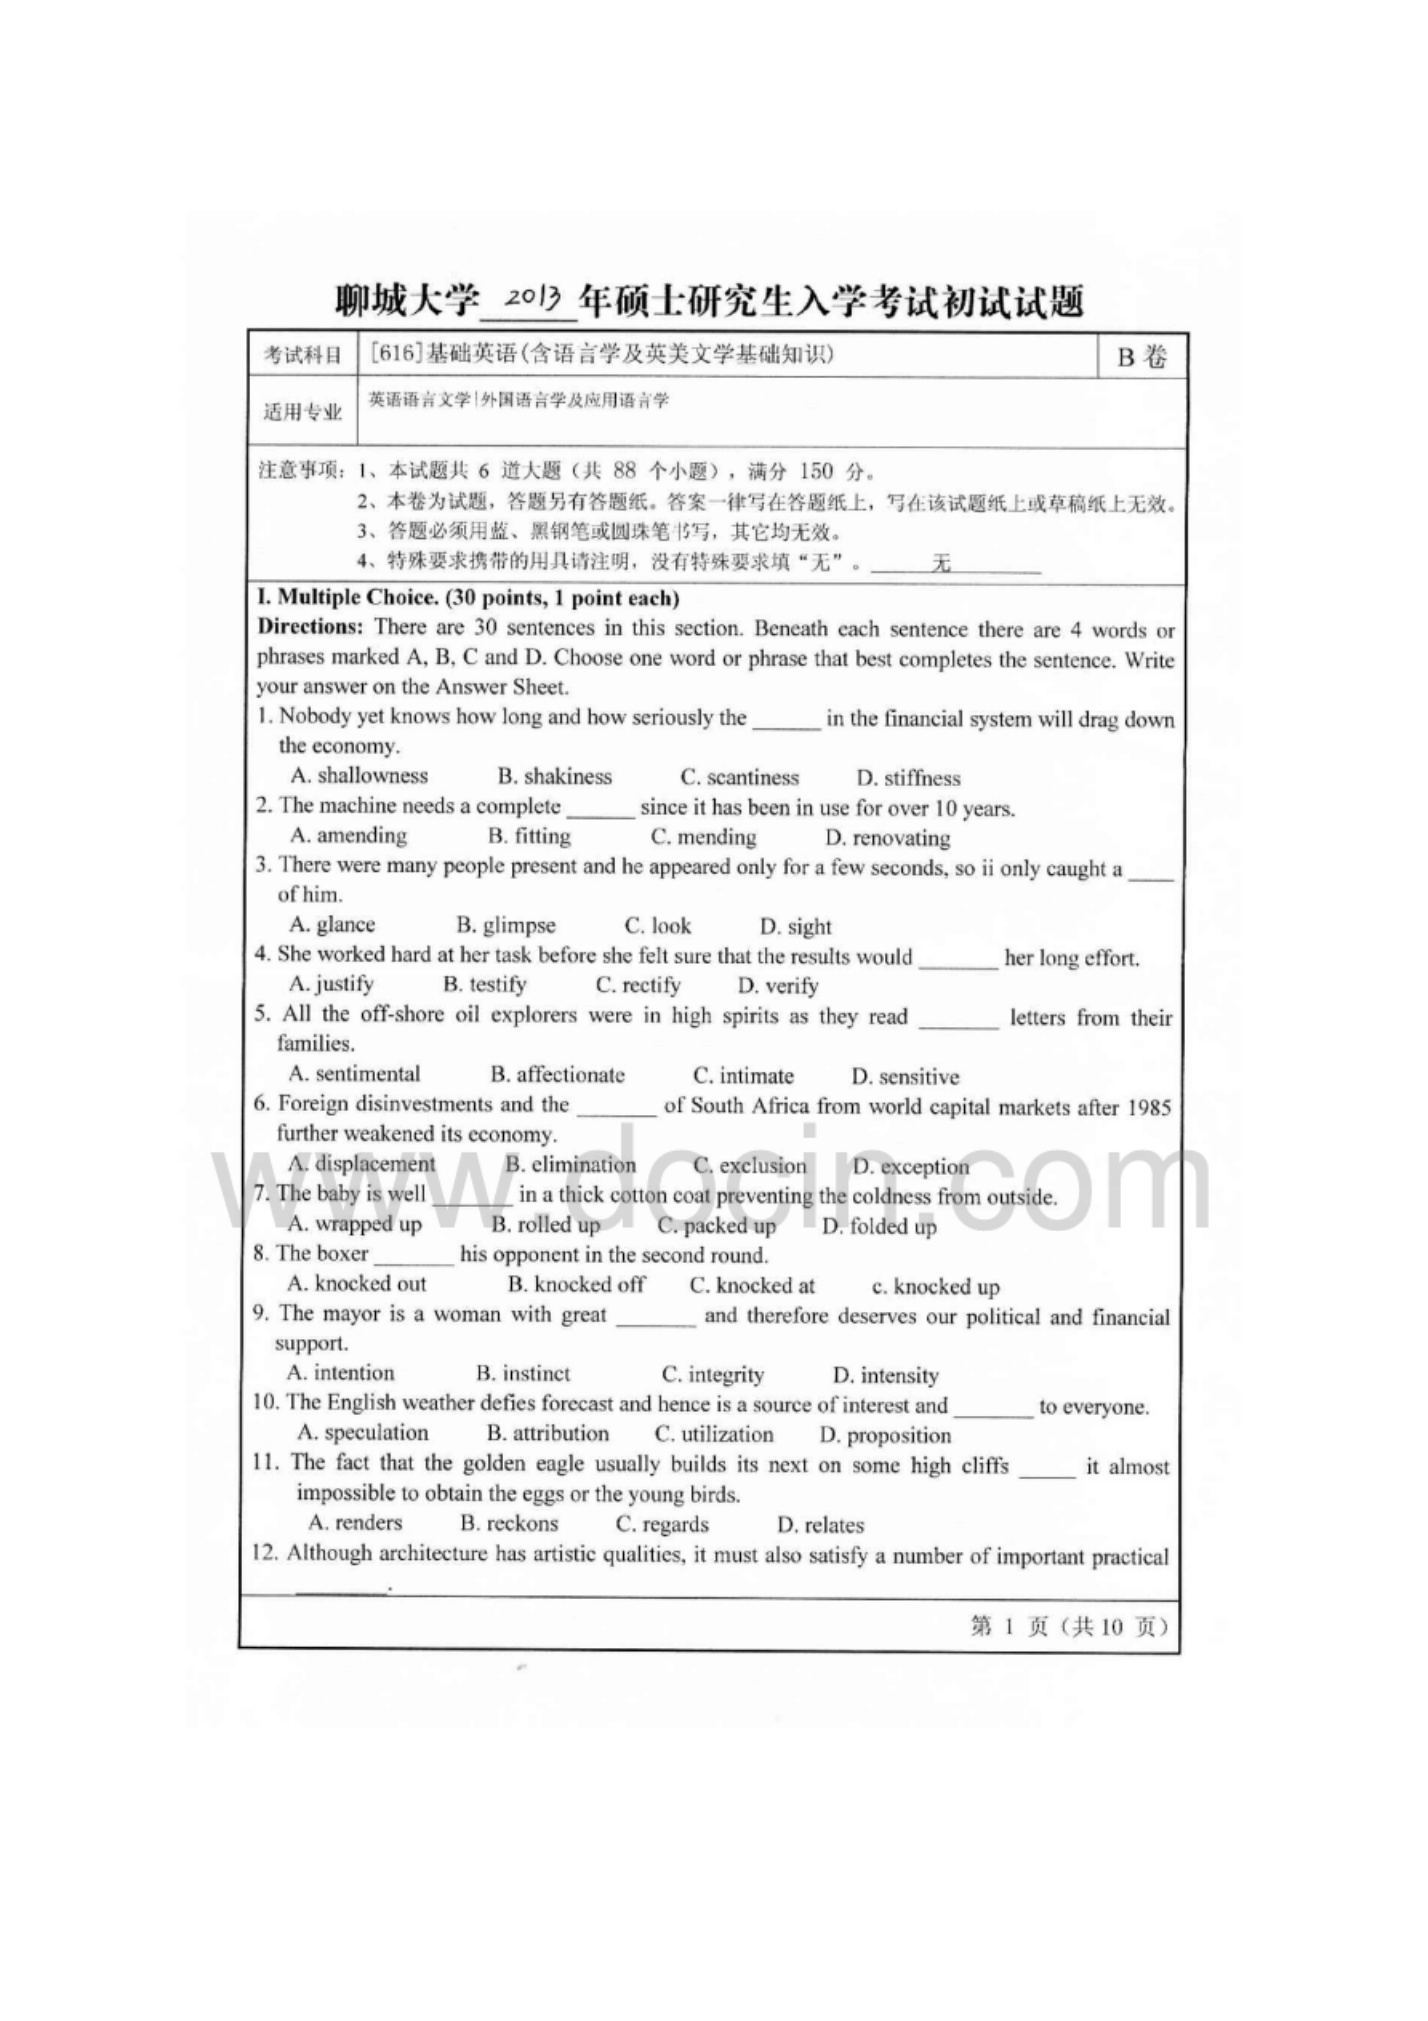 聊城大学 2013 年硕士研究生入学考试初试试题
考试科目 [616]基础英语(含语言学及英美文学基础知识) B 卷
适用专业 英语语言文学|外国语言学及应用语言学
注意事项：1、本试题共 6 道大题（共 88 个小题），满分 150 分。
2、本卷为试题，答题另有答题纸。答案一律写在答题纸上，写在该试题纸上或草稿纸上无效。
3、答题必须用蓝、黑钢笔或圆珠笔书写，其它均无效。
4、特殊要求携带的用具请注明，没有特殊要求填“无”。 无
I. Multiple Choice. (30 points, 1 point each)
Directions: There are 30 sentences in this section. Beneath each sentence there are 4 words or
phrases marked A, B, C and D. Choose one word or phrase that best completes the sentence. Write
your answer on the Answer Sheet.
1. Nobody yet knows how long and how seriously the ______ in the financial system will drag down
the economy.
A. shallowness B. shakiness C. scantiness D. stiffness
2. The machine needs a complete ______ since it has been in use for over 10 years.
A. amending B. fitting C. mending D. renovating
3. There were many people present and he appeared only for a few seconds, so ii only caught a ____
of him.
A. glance B. glimpse C. look D. sight
4. She worked hard at her task before she felt sure that the results would _______ her long effort.
A. justify B. testify C. rectify D. verify
5. All the off-shore oil explorers were in high spirits as they read _______ letters from their
families.
A. sentimental B. affectionate C. intimate D. sensitive
6. Foreign disinvestments and the _______ of South Africa from world capital markets after 1985
further weakened its economy.
A. displacement B. elimination C. exclusion D. exception
7. The baby is well _______ in a thick cotton coat preventing the coldness from outside.
A. wrapped up B. rolled up C. packed up D. folded up
8. The boxer _______ his opponent in the second round.
A. knocked out B. knocked off C. knocked at c. knocked up
9. The mayor is a woman with great _______ and therefore deserves our political and financial
support.
A. intention B. instinct C. integrity D. intensity
10. The English weather defies forecast and hence is a source of interest and _______ to everyone.
A. speculation B. attribution C. utilization D. proposition
11. The fact that the golden eagle usually builds its next on some high cliffs _____ it almost
impossible to obtain the eggs or the young birds.
A. renders B. reckons C. regards D. relates
12. Although architecture has artistic qualities, it must also satisfy a number of important practical
________.
第 1 页（共 10 页）
www.docin.com